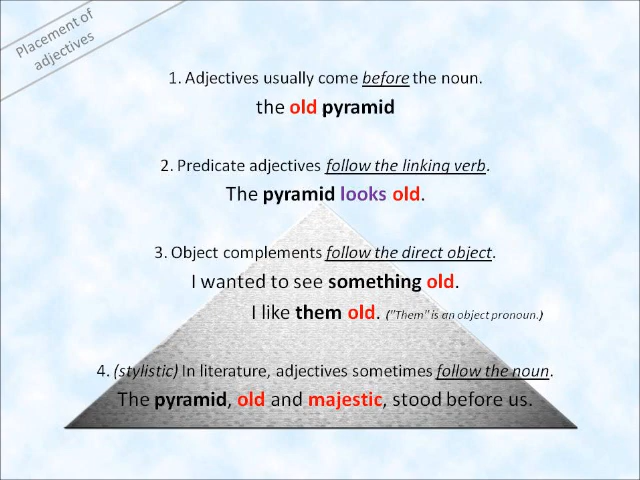 Placement of
adjectives
1. Adjectives usually come before the noun.
the old pyramid
2. Predicate adjectives follow the linking verb.
The pyramid looks old.
3. Object complements follow the direct object.
I wanted to see something old.
I like them old. ("Them" is an object pronoun.)
4. (stylistic) In literature, adjectives sometimes follow the noun.
The pyramid, old and majestic, stood before us.